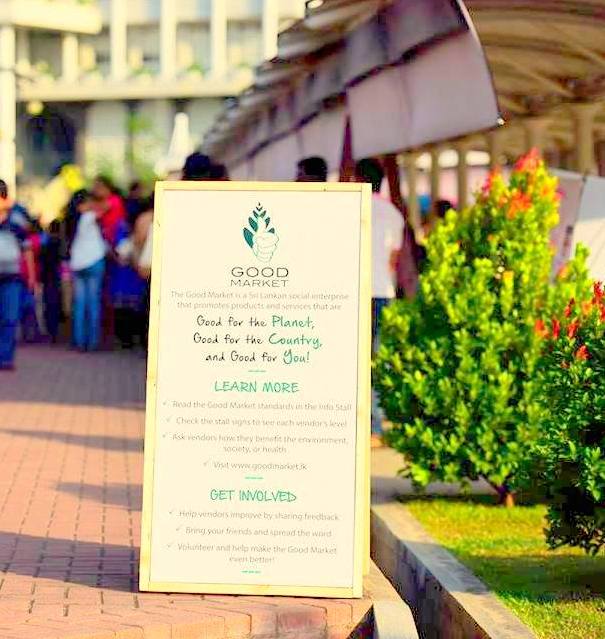 GOOD
MARKET
The Good Market is a Sri Lankan social enterprise
that promotes products and services that are
Good for the Planet,
Good for the Country,
and Good for You!
LEARN MORE
✓ Read the Good Market standards in the Info Stall
✓ Check the stall signs to see each vendor's level
✓ Ask vendors how they benefit the environment,
society, or health
✓ Visit www.goodmarket.lk
GET INVOLVED
✓ Help vendors improve by sharing feedback
✓ Bring your friends and spread the word
✓ Volunteer and help make the Good Market
even better!